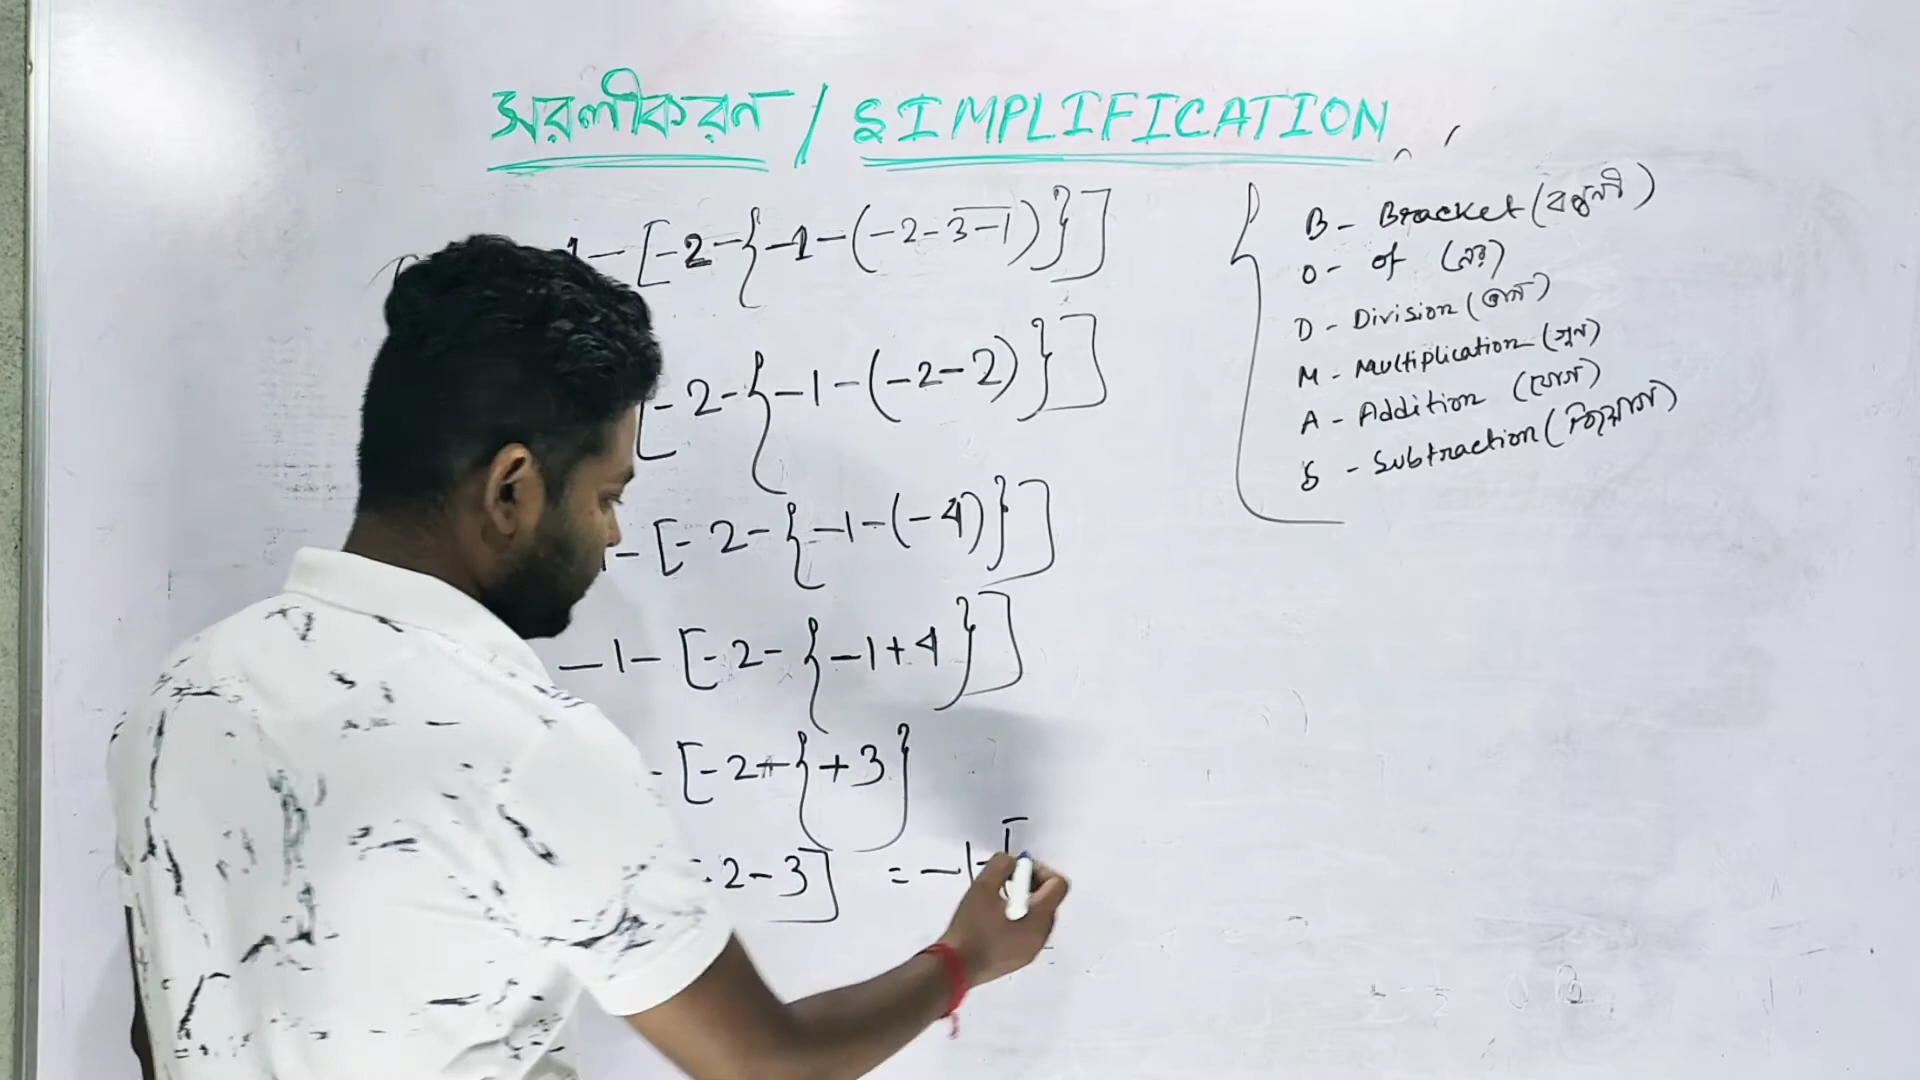 সরলীকরন / SIMPLIFICATION
1-[-2-{-1-(-2-3̅-̅1̅)}]
[-2-{-1-(-2-2)}]
-[-2-{-1-(-4)}]
-1-[-2-{-1+4}]
-[-2-{+3}
-2-3] = -1-[
B - Bracket (বন্ধনী)
O - of (এর)
D - Division (ভাগ)
M - Multiplication (গুন)
A - Addition (যোগ)
S - Subtraction (বিয়োগ)